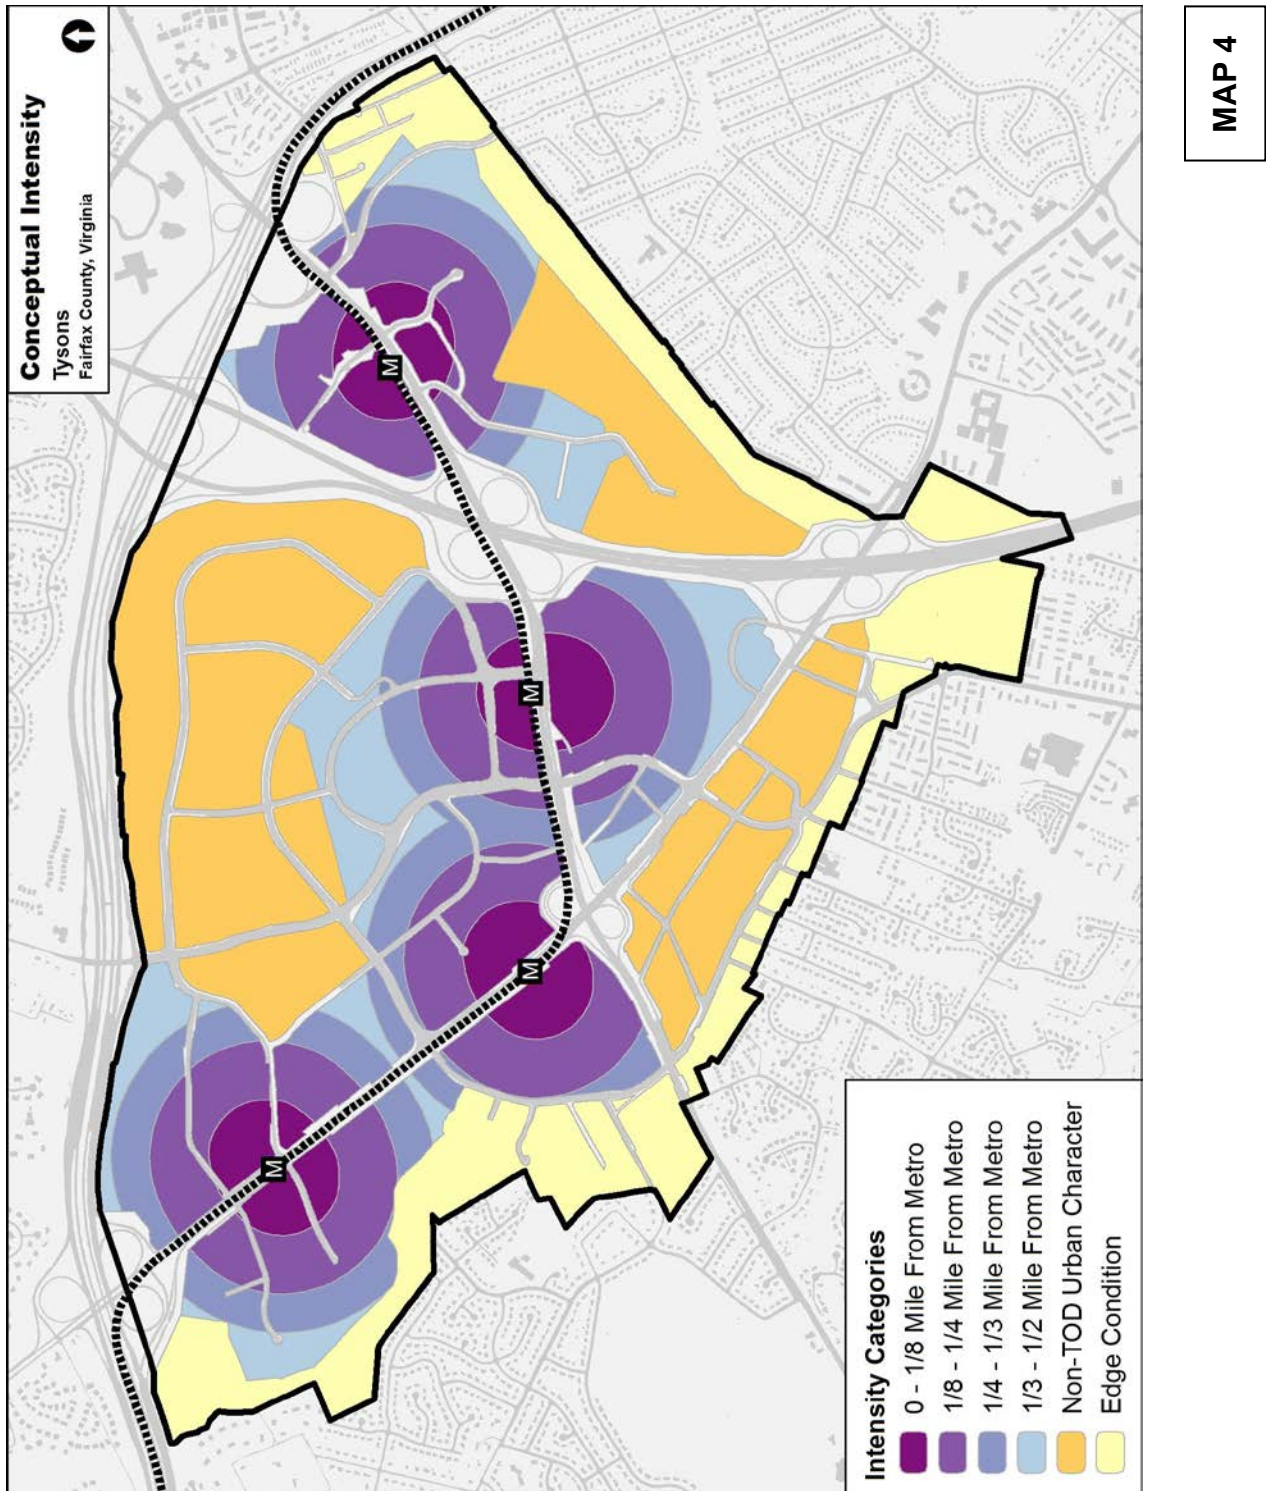 Conceptual Intensity
Tysons
Fairfax County, Virginia
M
M
M
M
Intensity Categories
0 - 1/8 Mile From Metro
1/8 - 1/4 Mile From Metro
1/4 - 1/3 Mile From Metro
1/3 - 1/2 Mile From Metro
Non-TOD Urban Character
Edge Condition
MAP 4